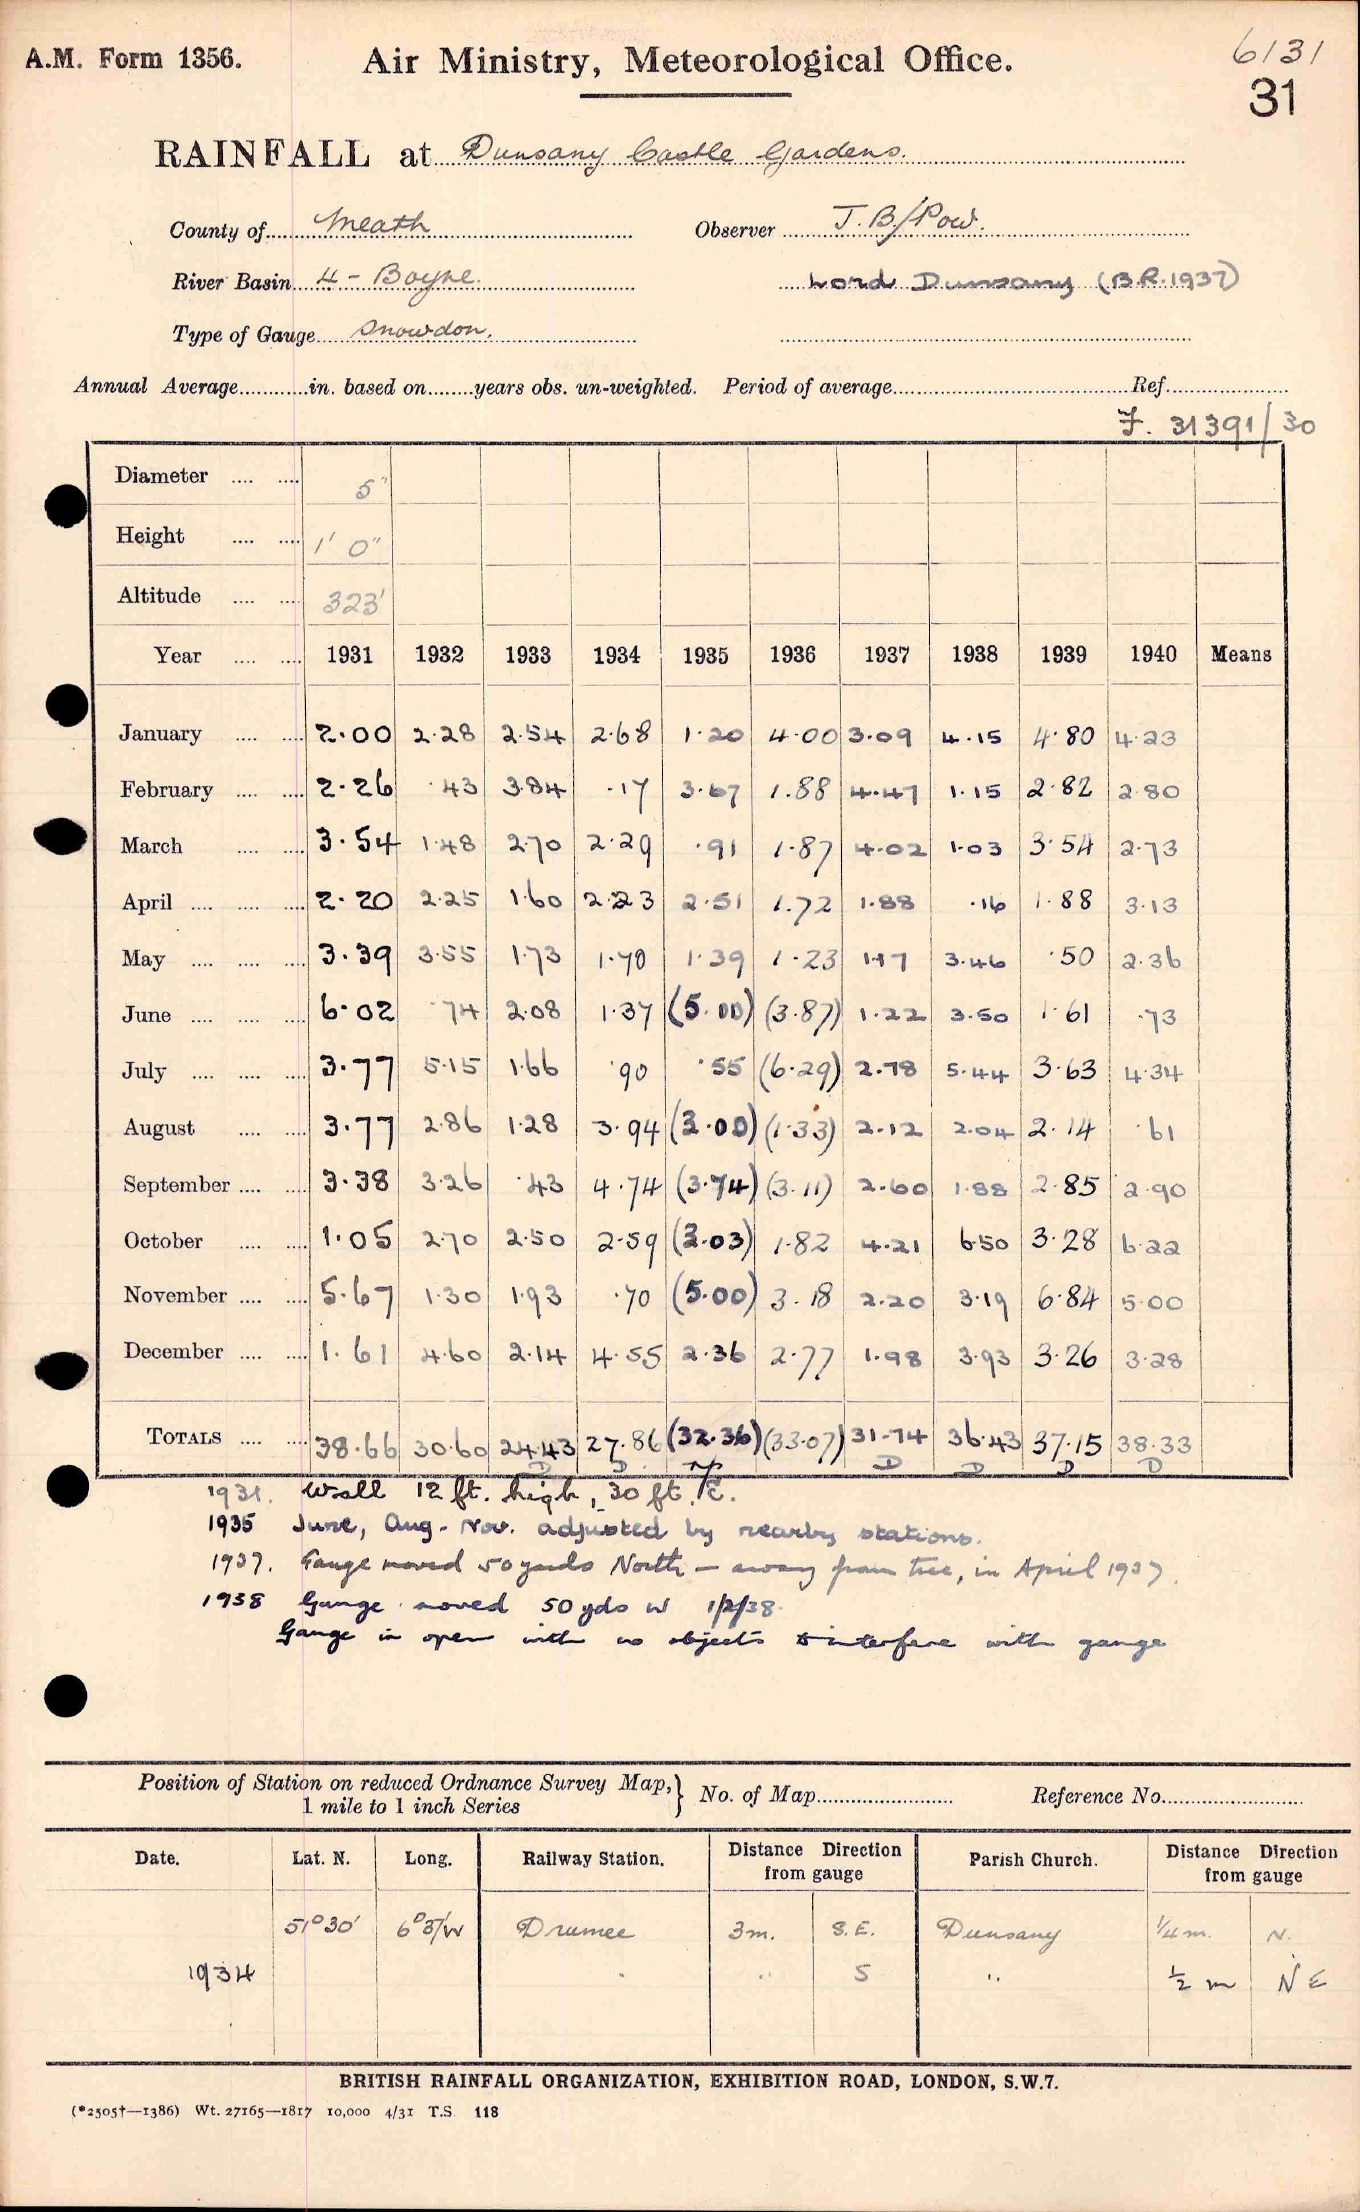 A.M. Form 1356.
Air Ministry, Meteorological Office.
6131
31
RAINFALL at Dunsany Castle Gardens.
County of Meath Observer J. B. Pow.
River Basin 4 - Boyne. Lord Dunsany (B.R. 1937)
Type of Gauge Snowdon.
Annual Average in. based on years obs. un-weighted. Period of average Ref.
F. 31391/30
Diameter 5"
Height 1' 0"
Altitude 323'
Year 1931 1932 1933 1934 1935 1936 1937 1938 1939 1940 Means
January 2.00 2.28 2.54 2.68 1.20 4.00 3.09 4.15 4.80 4.23
February 2.26 .43 3.84 .17 3.67 1.88 4.47 1.15 2.82 2.80
March 3.54 1.48 2.70 2.29 .91 1.87 4.02 1.03 3.54 2.73
April 2.20 2.25 1.60 2.23 2.51 1.72 1.88 .16 1.88 3.13
May 3.39 3.55 1.73 1.70 1.39 1.23 1.17 3.46 .50 2.36
June 6.02 .74 2.08 1.37 (5.00) (3.87) 1.22 3.50 1.61 .73
July 3.77 5.15 1.66 .90 .55 (6.29) 2.78 5.44 3.63 4.34
August 3.77 2.86 1.28 3.94 (3.00) (1.33) 2.12 2.04 2.14 .61
September 3.38 3.26 .43 4.74 (3.74) (3.11) 2.60 1.88 2.85 2.90
October 1.05 2.70 2.50 2.59 (3.03) 1.82 4.21 6.50 3.28 6.22
November 5.67 1.30 1.93 .70 (5.00) 3.18 2.20 3.19 6.84 5.00
December 1.61 4.60 2.14 4.55 2.36 2.77 1.98 3.93 3.26 3.28
TOTALS 38.66 30.60 24.43 27.86 (32.36) (33.07) 31.74 36.43 37.15 38.33
D D D D D D
1931. Wall 12 ft. high, 30 ft. E.
1935 June, Aug. - Nov. adjusted by nearby stations.
1937. Gauge moved 50 yards North - away from tree, in April 1937.
1938 Gauge moved 50 yds W 1/2/38.
Gauge in open with no objects to interfere with gauge
Position of Station on reduced Ordnance Survey Map, } No. of Map Reference No.
1 mile to 1 inch Series
Date. Lat. N. Long. Railway Station. Distance Direction from gauge Parish Church. Distance Direction from gauge
51°30' 6°37'W Drumee 3m. S.E. Dunsany 1/4 m. N.
1934 " " S " 1/2 m NE
BRITISH RAINFALL ORGANIZATION, EXHIBITION ROAD, LONDON, S.W.7.
(*2505†—1386) Wt. 27165—1817 10,000 4/31 T.S. 118